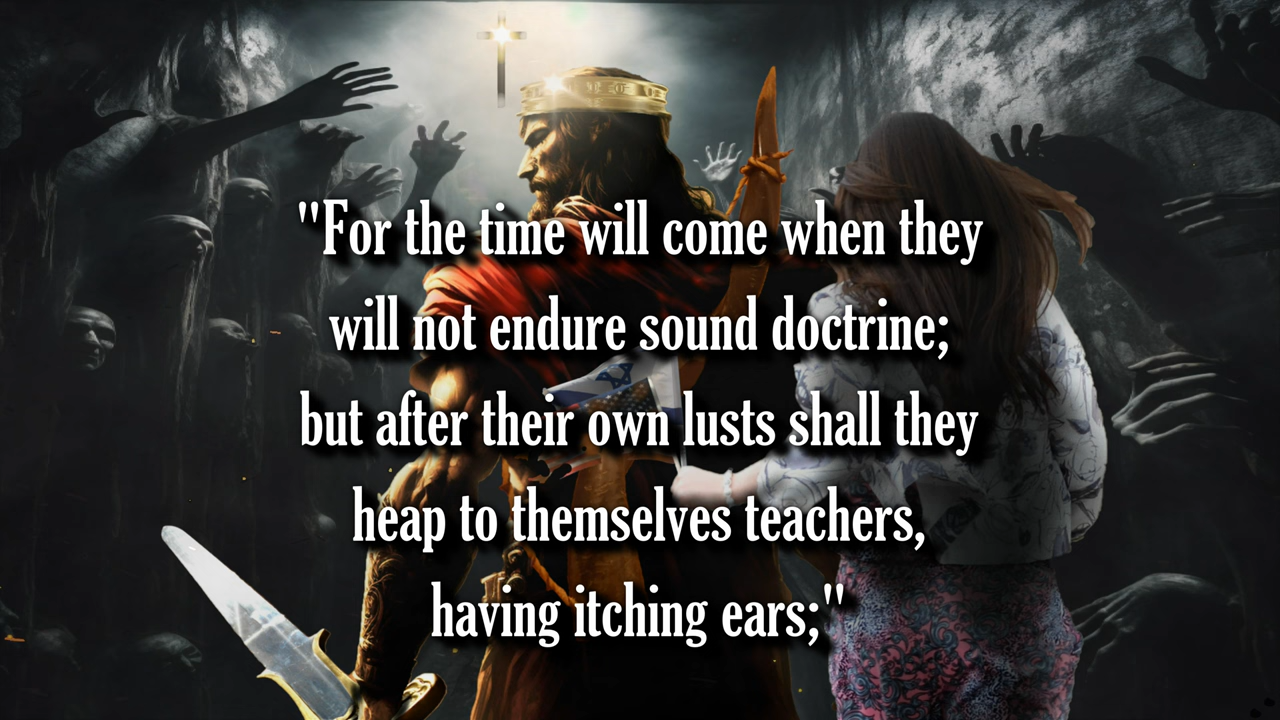 "For the time will come when they
will not endure sound doctrine;
but after their own lusts shall they
heap to themselves teachers,
having itching ears;"